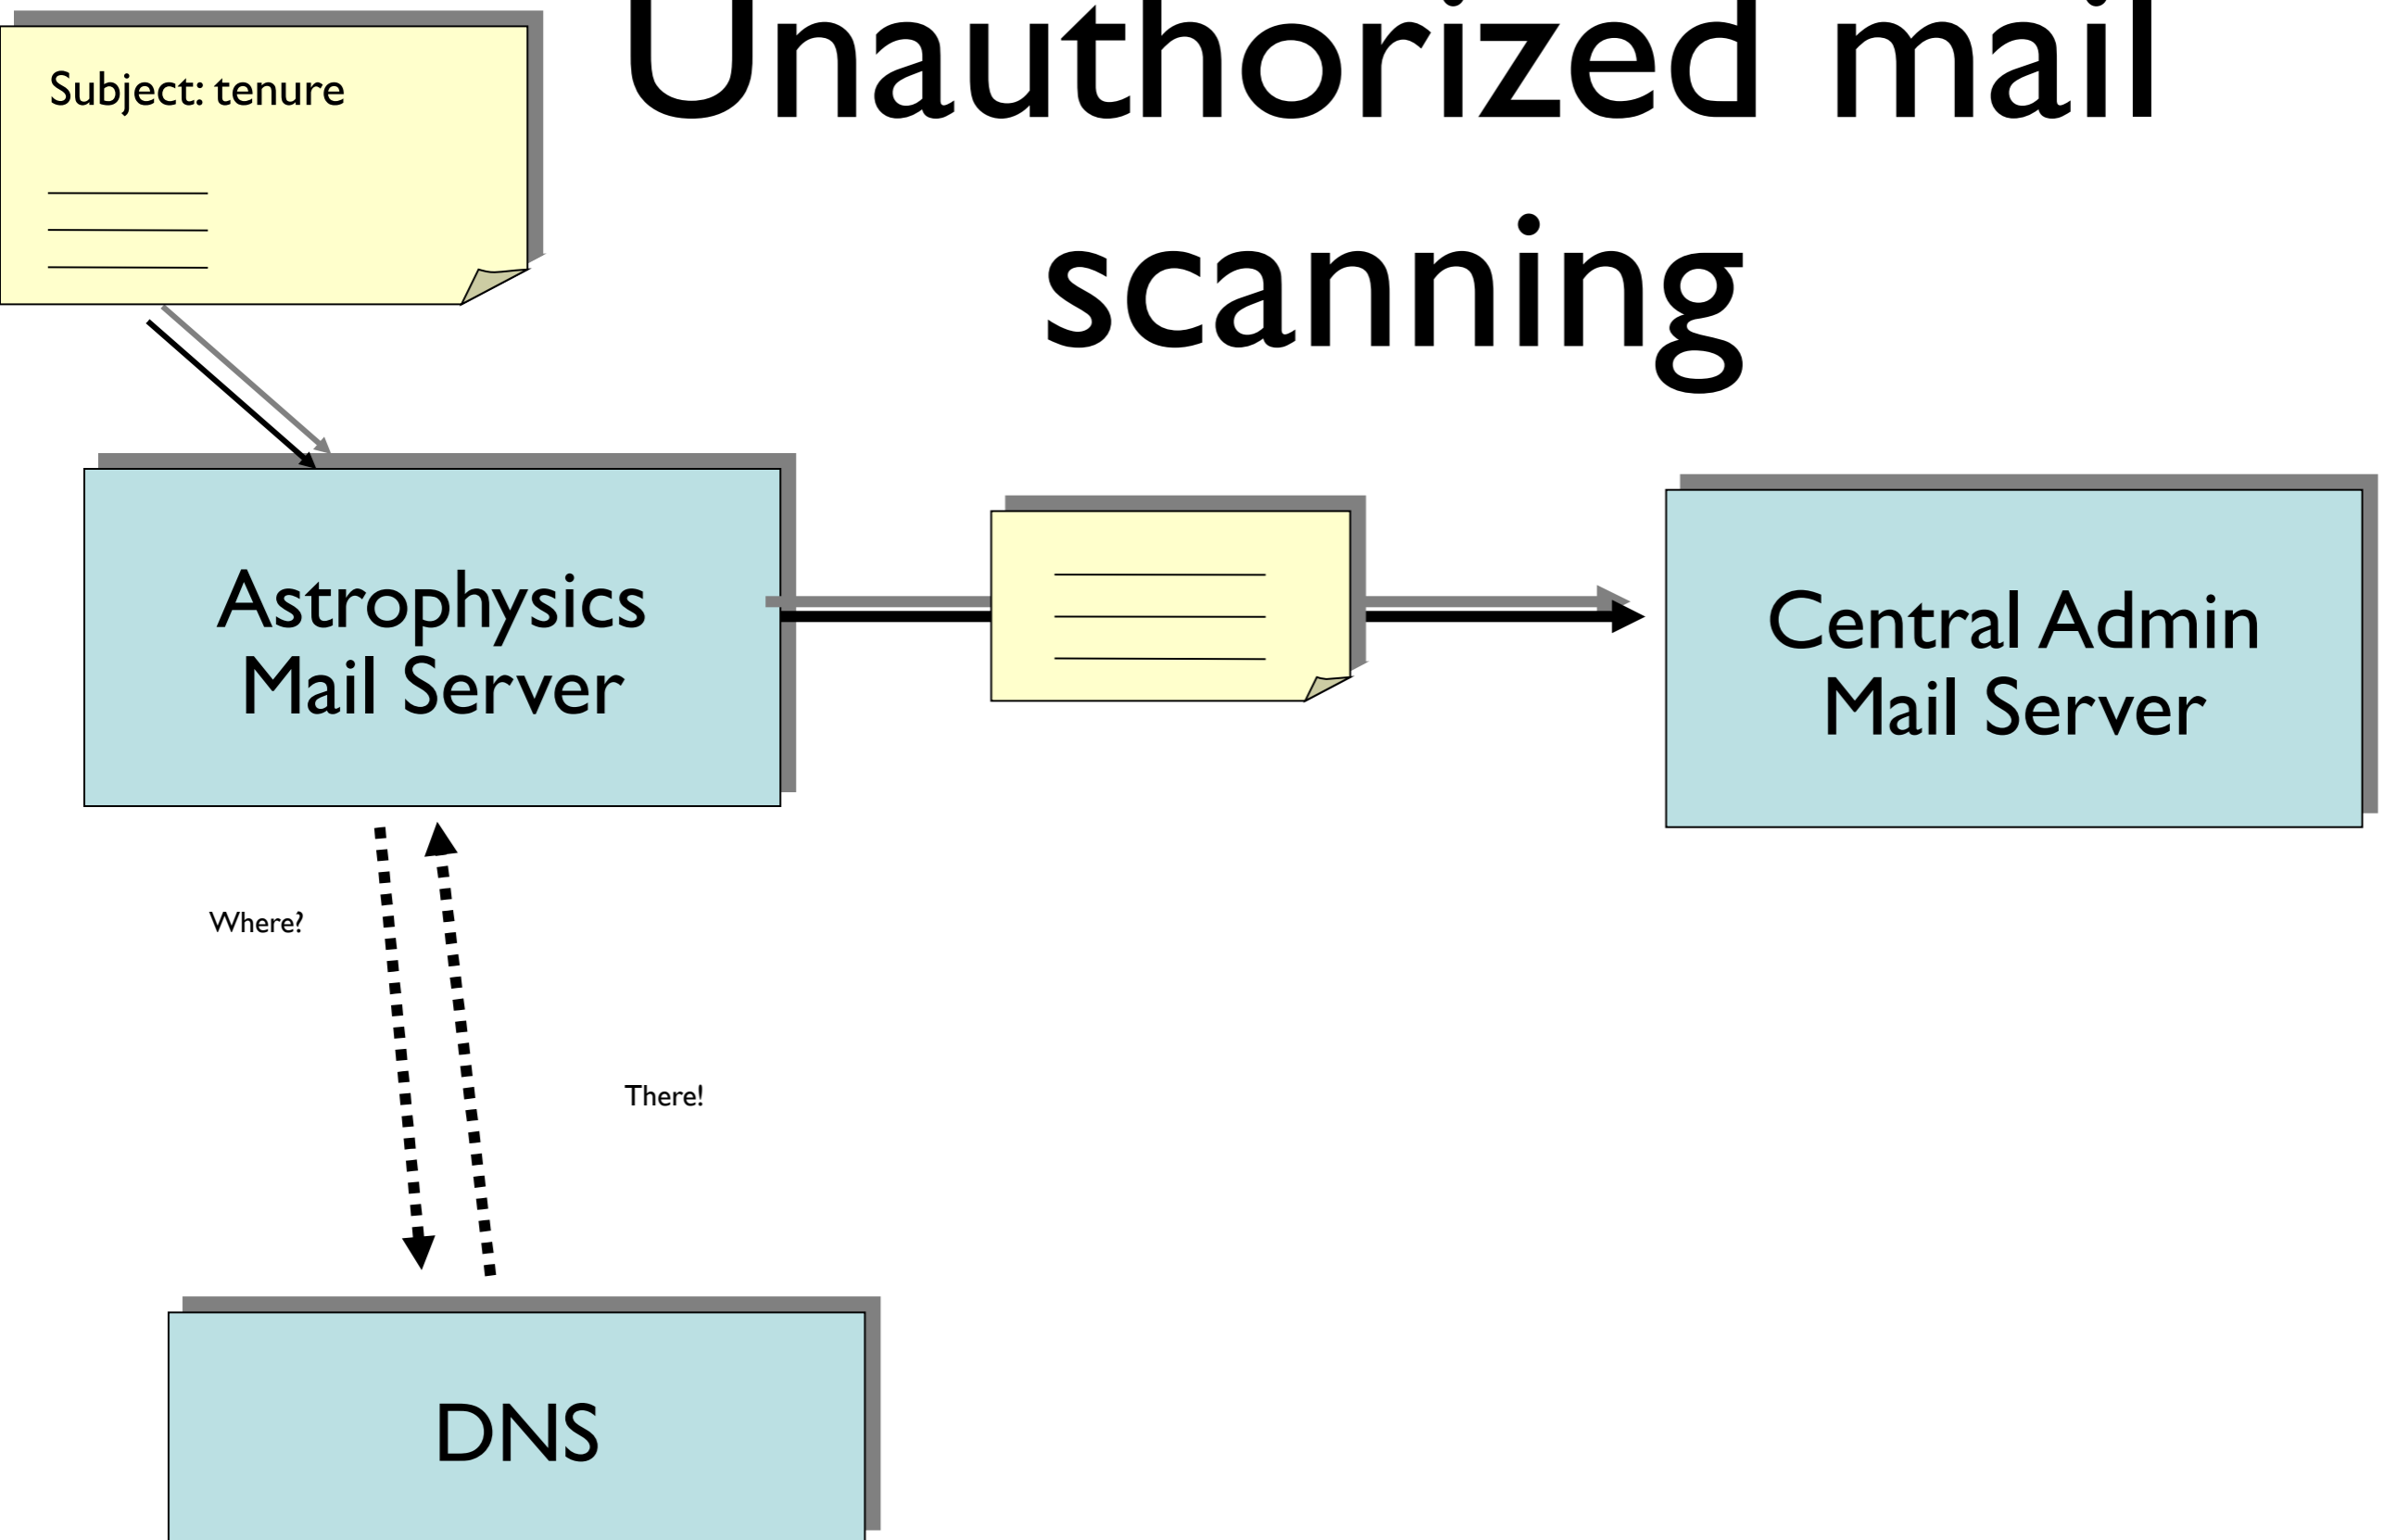 Unauthorized mail
scanning
Subject: tenure
Astrophysics
Mail Server
Central Admin
Mail Server
Where?
There!
DNS